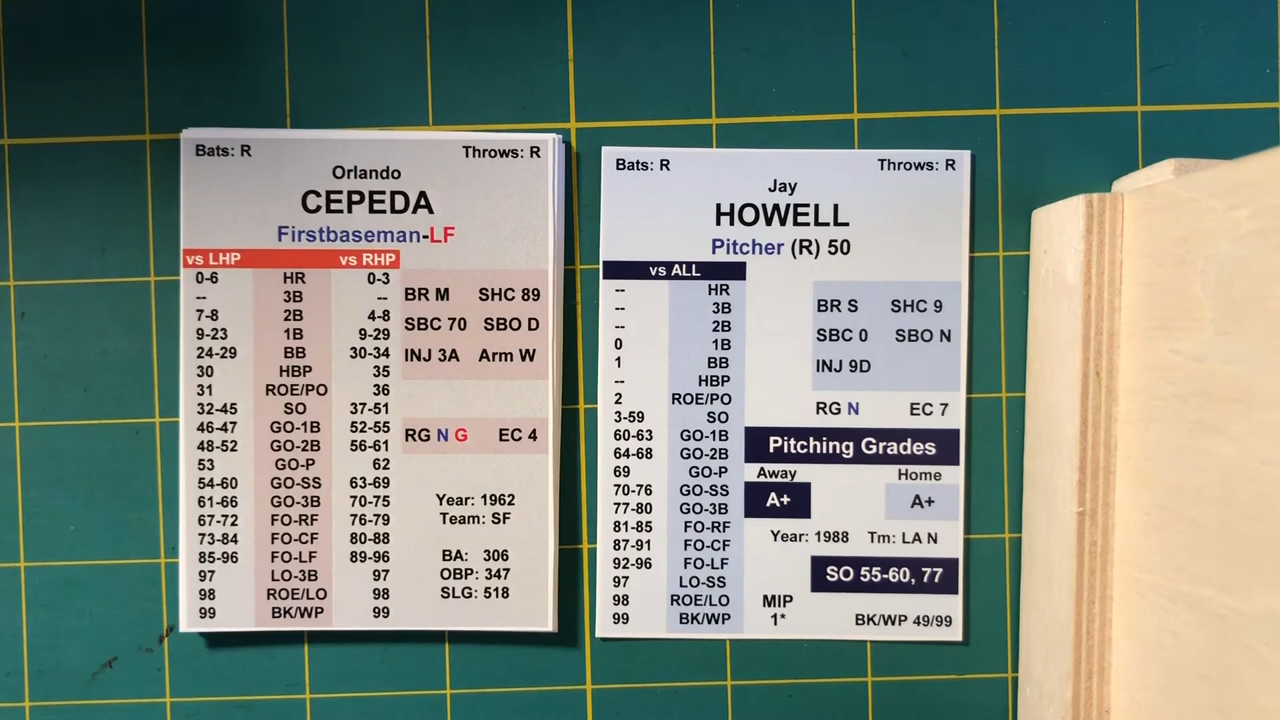 Bats: R Throws: R
Orlando
CEPEDA
Firstbaseman-LF
vs LHP vs RHP
0-6 HR 0-3
-- 3B --
7-8 2B 4-8
9-23 1B 9-29
24-29 BB 30-34
30 HBP 35
31 ROE/PO 36
32-45 SO 37-51
46-47 GO-1B 52-55
48-52 GO-2B 56-61
53 GO-P 62
54-60 GO-SS 63-69
61-66 GO-3B 70-75
67-72 FO-RF 76-79
73-84 FO-CF 80-88
85-96 FO-LF 89-96
97 LO-3B 97
98 ROE/LO 98
99 BK/WP 99
BR M SHC 89
SBC 70 SBO D
INJ 3A Arm W
RG N G EC 4
Year: 1962
Team: SF
BA: 306
OBP: 347
SLG: 518
Bats: R Throws: R
Jay
HOWELL
Pitcher (R) 50
vs ALL
-- HR
-- 3B
-- 2B
0 1B
1 BB
-- HBP
2 ROE/PO
3-59 SO
60-63 GO-1B
64-68 GO-2B
69 GO-P
70-76 GO-SS
77-80 GO-3B
81-85 FO-RF
87-91 FO-CF
92-96 FO-LF
97 LO-SS
98 ROE/LO
99 BK/WP
BR S SHC 9
SBC 0 SBO N
INJ 9D
RG N EC 7
Pitching Grades
Away Home
A+ A+
Year: 1988 Tm: LA N
SO 55-60, 77
MIP
1* BK/WP 49/99